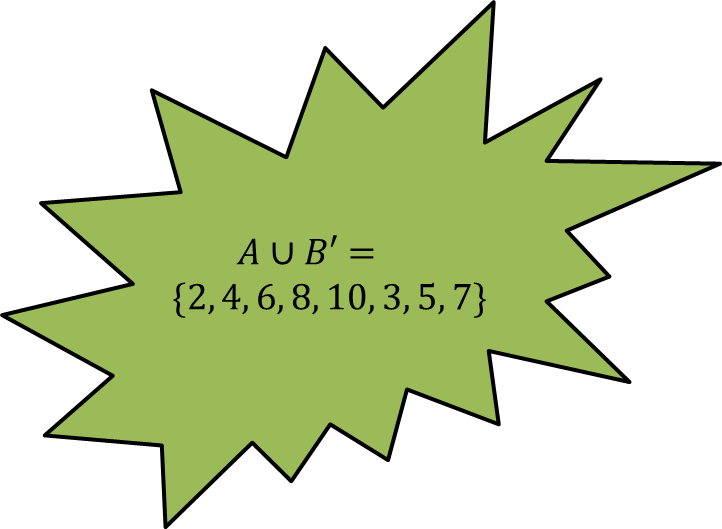 A ∪ B′ =
{2, 4, 6, 8, 10, 3, 5, 7}